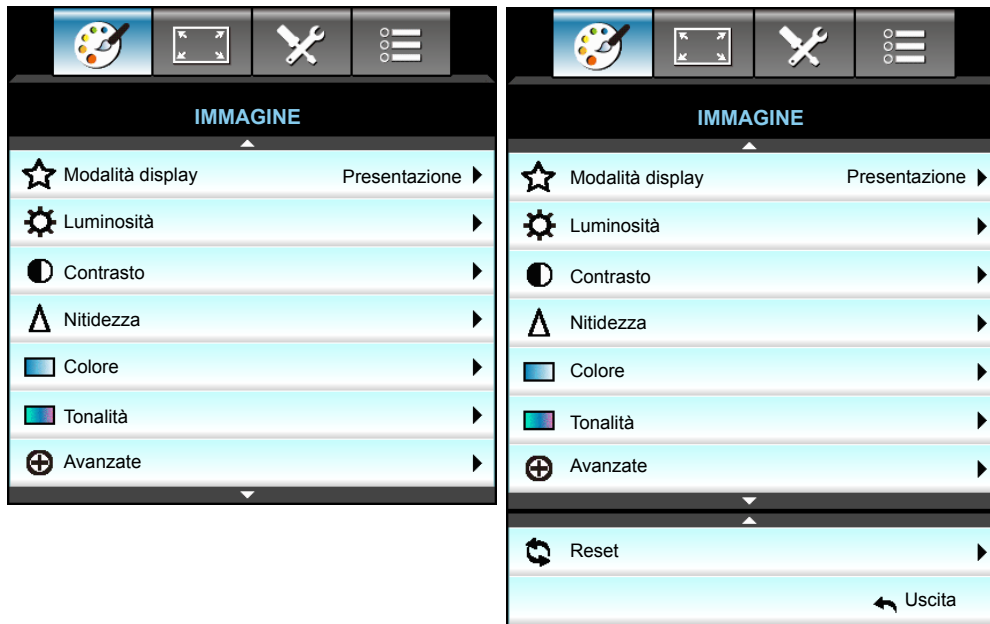 IMMAGINE
Modalità display Presentazione
Luminosità
Contrasto
Nitidezza
Colore
Tonalità
Avanzate
IMMAGINE
Modalità display Presentazione
Luminosità
Contrasto
Nitidezza
Colore
Tonalità
Avanzate
Reset
Uscita